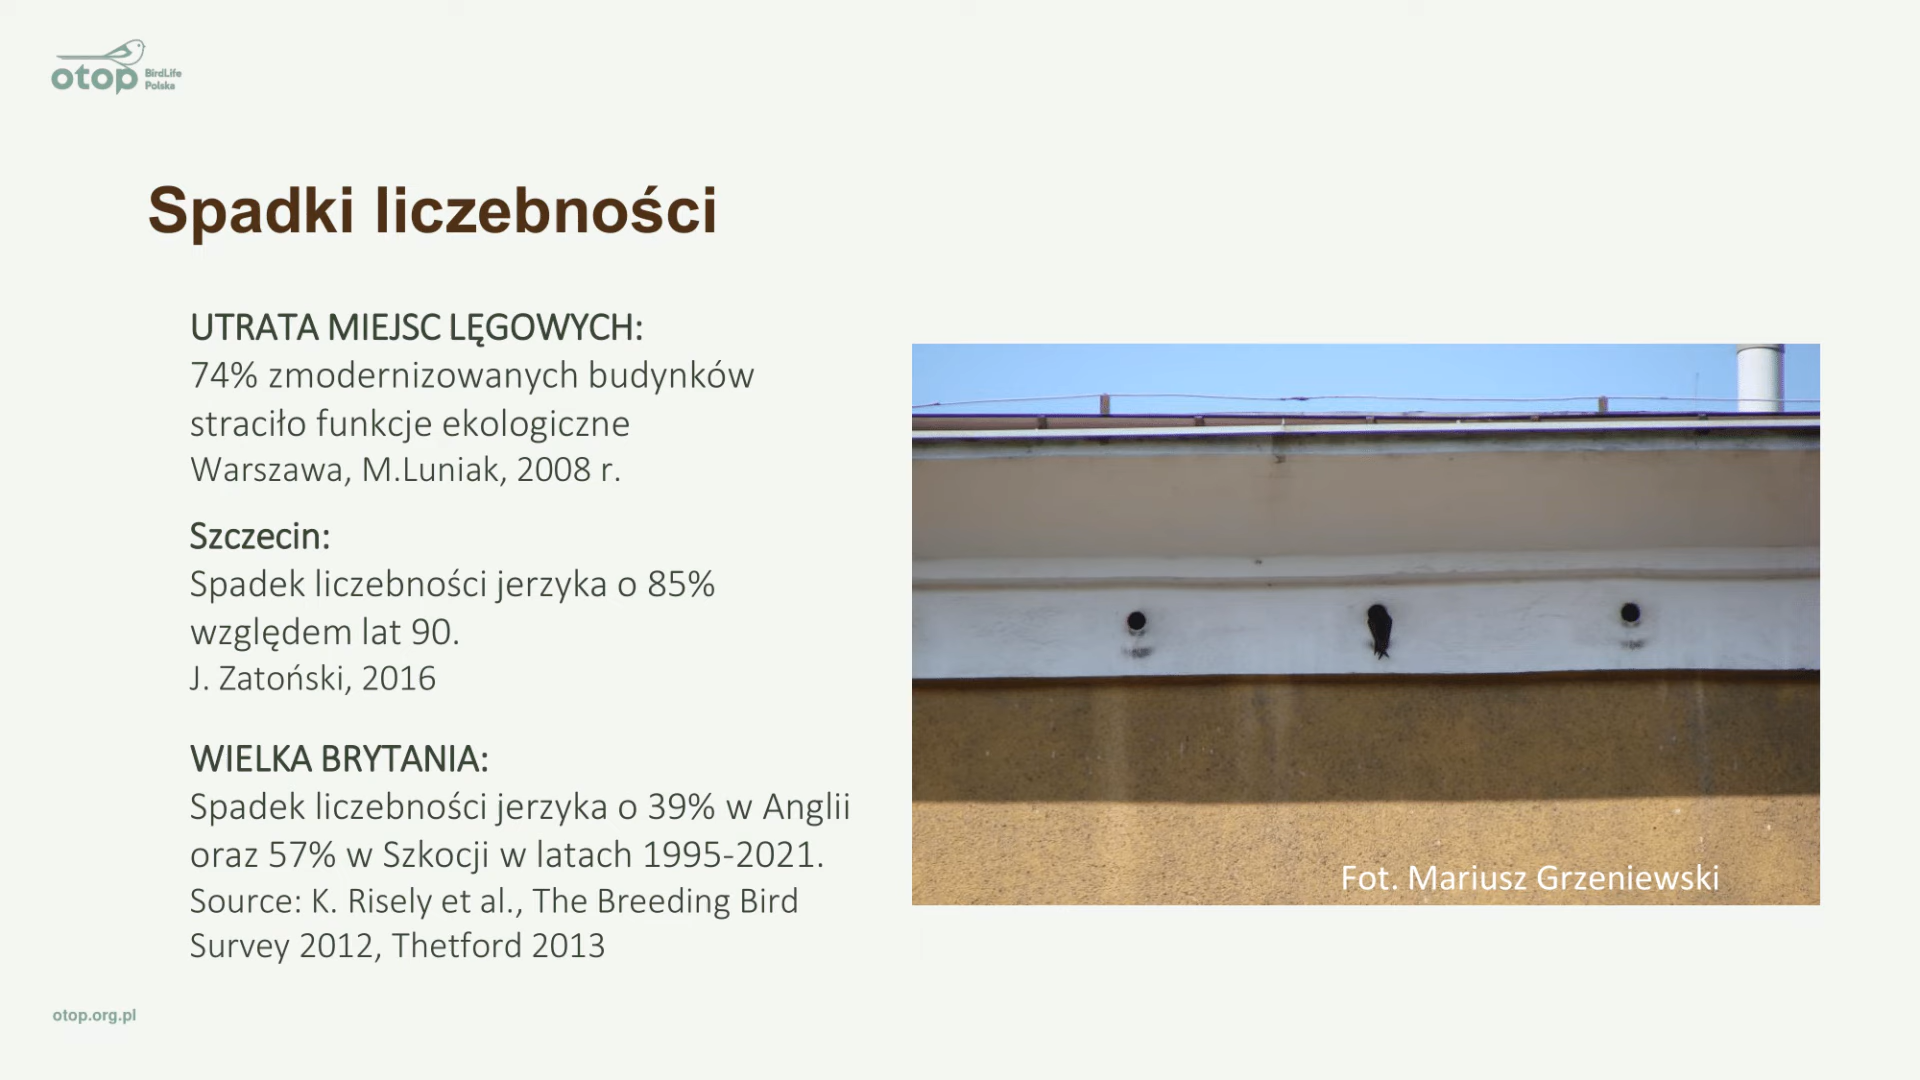 otop BirdLife
Polska
Spadki liczebności
UTRATA MIEJSC LĘGOWYCH:
74% zmodernizowanych budynków
straciło funkcje ekologiczne
Warszawa, M.Luniak, 2008 r.
Szczecin:
Spadek liczebności jerzyka o 85%
względem lat 90.
J. Zatoński, 2016
WIELKA BRYTANIA:
Spadek liczebności jerzyka o 39% w Anglii
oraz 57% w Szkocji w latach 1995-2021.
Source: K. Risely et al., The Breeding Bird
Survey 2012, Thetford 2013
Fot. Mariusz Grzeniewski
otop.org.pl